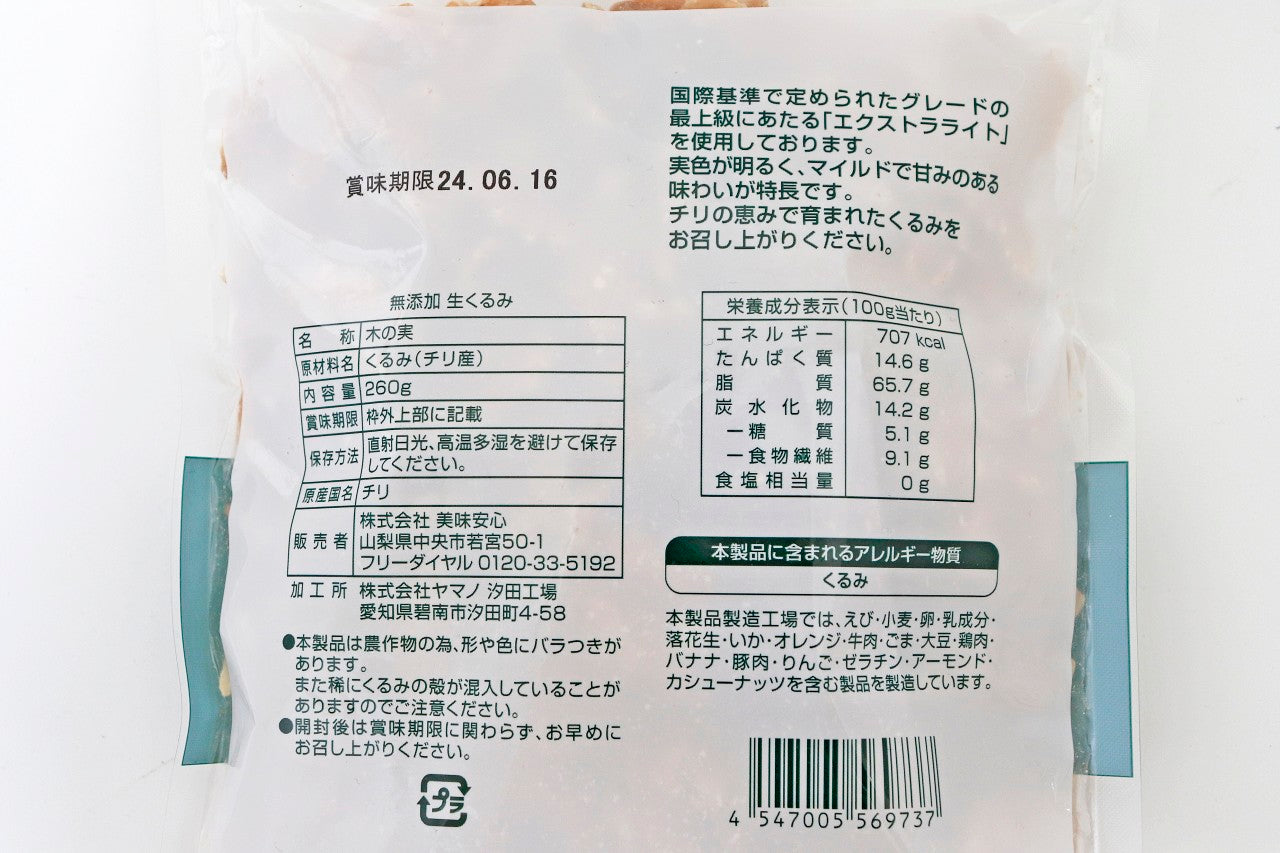 賞味期限24.06.16
無添加 生くるみ
名称 木の実
原材料名 くるみ(チリ産)
内容量 260g
賞味期限 枠外上部に記載
保存方法 直射日光、高温多湿を避けて保存
してください。
原産国名 チリ
販売者 株式会社 美味安心
山梨県中央市若宮50-1
フリーダイヤル 0120-33-5192
加工所 株式会社ヤマノ 汐田工場
愛知県碧南市汐田町4-58
●本製品は農作物の為、形や色にバラつきが
あります。
また稀にくるみの殻が混入していることが
ありますのでご注意ください。
●開封後は賞味期限に関わらず、お早めに
お召し上がりください。
プラ
国際基準で定められたグレードの
最上級にあたる「エクストラライト」
を使用しております。
実色が明るく、マイルドで甘みのある
味わいが特長です。
チリの恵みで育まれたくるみを
お召し上がりください。
栄養成分表示(100g当たり)
エネルギー 707 kcal
たんぱく質 14.6 g
脂質 65.7 g
炭水化物 14.2 g
-糖質 5.1 g
-食物繊維 9.1 g
食塩相当量 0 g
本製品に含まれるアレルギー物質
くるみ
本製品製造工場では、えび・小麦・卵・乳成分・
落花生・いか・オレンジ・牛肉・ごま・大豆・鶏肉・
バナナ・豚肉・りんご・ゼラチン・アーモンド・
カシューナッツを含む製品を製造しています。
4 547005 569737